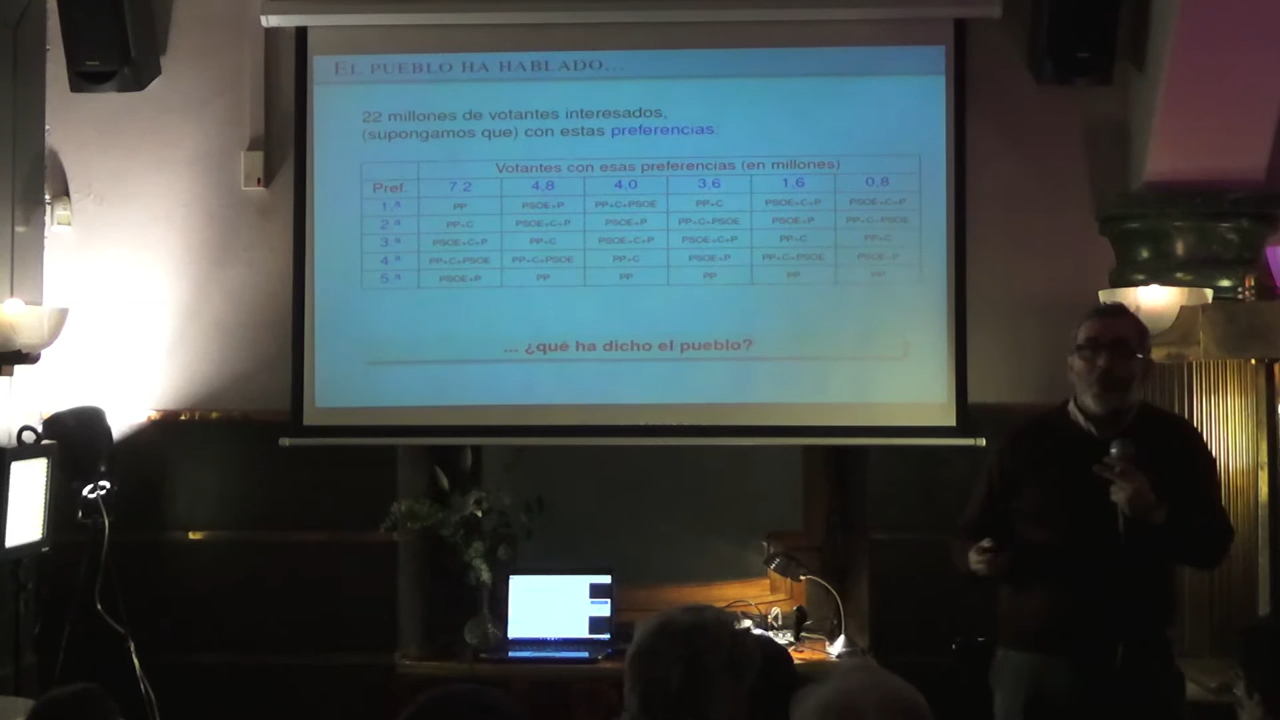 EL PUEBLO HA HABLADO...
22 millones de votantes interesados,
(supongamos que) con estas preferencias:
Votantes con esas preferencias (en millones)
Pref. 7,2 4,8 4,0 3,6 1,6 0,8
1.ª PP PSOE+P PP+C+PSOE PP+C PSOE+C+P PSOE+C+P
2.ª PP+C PSOE+C+P PSOE+P PP+C+PSOE PSOE+P PP+C+PSOE
3.ª PSOE+C+P PP+C PSOE+C+P PSOE+C+P PP+C PP+C
4.ª PP+C+PSOE PP+C+PSOE PP+C PSOE+P PP+C+PSOE PSOE+P
5.ª PSOE+P PP PP PP PP PP
... ¿qué ha dicho el pueblo?